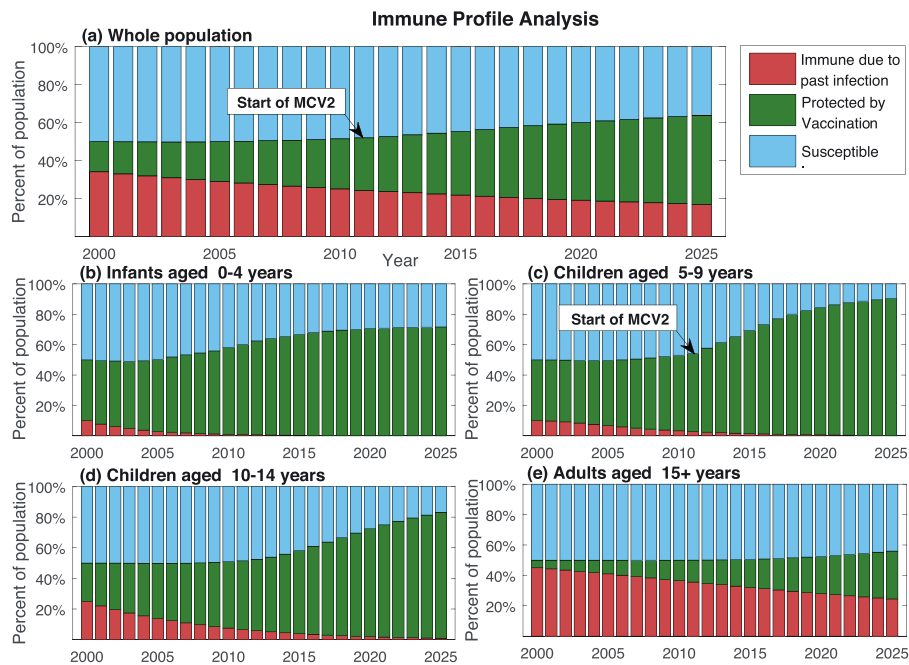 Immune Profile Analysis
(a) Whole population
100%
80%
60%
40%
20%
Percent of population
Start of MCV2
2000
2005
2010
2015
2020
2025
Year
Immune due to
past infection
Protected by
Vaccination
Susceptible
(b) Infants aged 0-4 years
100%
80%
60%
40%
20%
Percent of population
2000
2005
2010
2015
2020
2025
(c) Children aged 5-9 years
100%
80%
60%
40%
20%
Percent of population
Start of MCV2
2000
2005
2010
2015
2020
2025
(d) Children aged 10-14 years
100%
80%
60%
40%
20%
Percent of population
2000
2005
2010
2015
2020
2025
(e) Adults aged 15+ years
100%
80%
60%
40%
20%
Percent of population
2000
2005
2010
2015
2020
2025